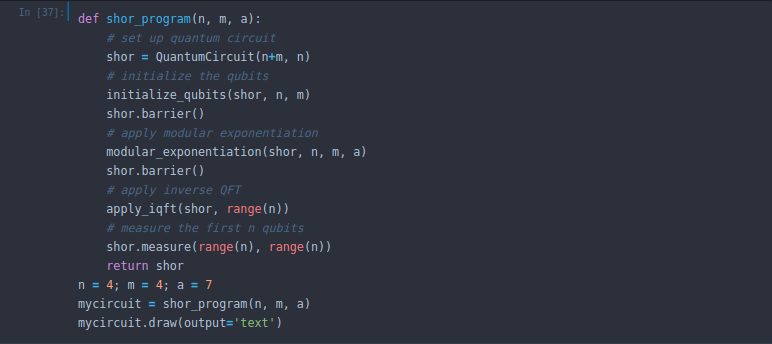 In [37]:
def shor_program(n, m, a):
    # set up quantum circuit
    shor = QuantumCircuit(n+m, n)
    # initialize the qubits
    initialize_qubits(shor, n, m)
    shor.barrier()
    # apply modular exponentiation
    modular_exponentiation(shor, n, m, a)
    shor.barrier()
    # apply inverse QFT
    apply_iqft(shor, range(n))
    # measure the first n qubits
    shor.measure(range(n), range(n))
    return shor
n = 4; m = 4; a = 7
mycircuit = shor_program(n, m, a)
mycircuit.draw(output='text')